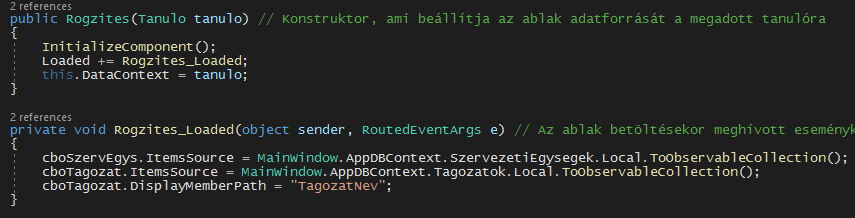 2 references
public Rogzites(Tanulo tanulo) // Konstruktor, ami beállítja az ablak adatforrását a megadott tanulóra
{
    InitializeComponent();
    Loaded += Rogzites_Loaded;
    this.DataContext = tanulo;
}
2 references
private void Rogzites_Loaded(object sender, RoutedEventArgs e) // Az ablak betöltésekor meghívott
{
    cboSzervEgys.ItemsSource = MainWindow.AppDBContext.SzervezetiEgysegek.Local.ToObservableCollection();
    cboTagozat.ItemsSource = MainWindow.AppDBContext.Tagozatok.Local.ToObservableCollection();
    cboTagozat.DisplayMemberPath = "TagozatNev";
}